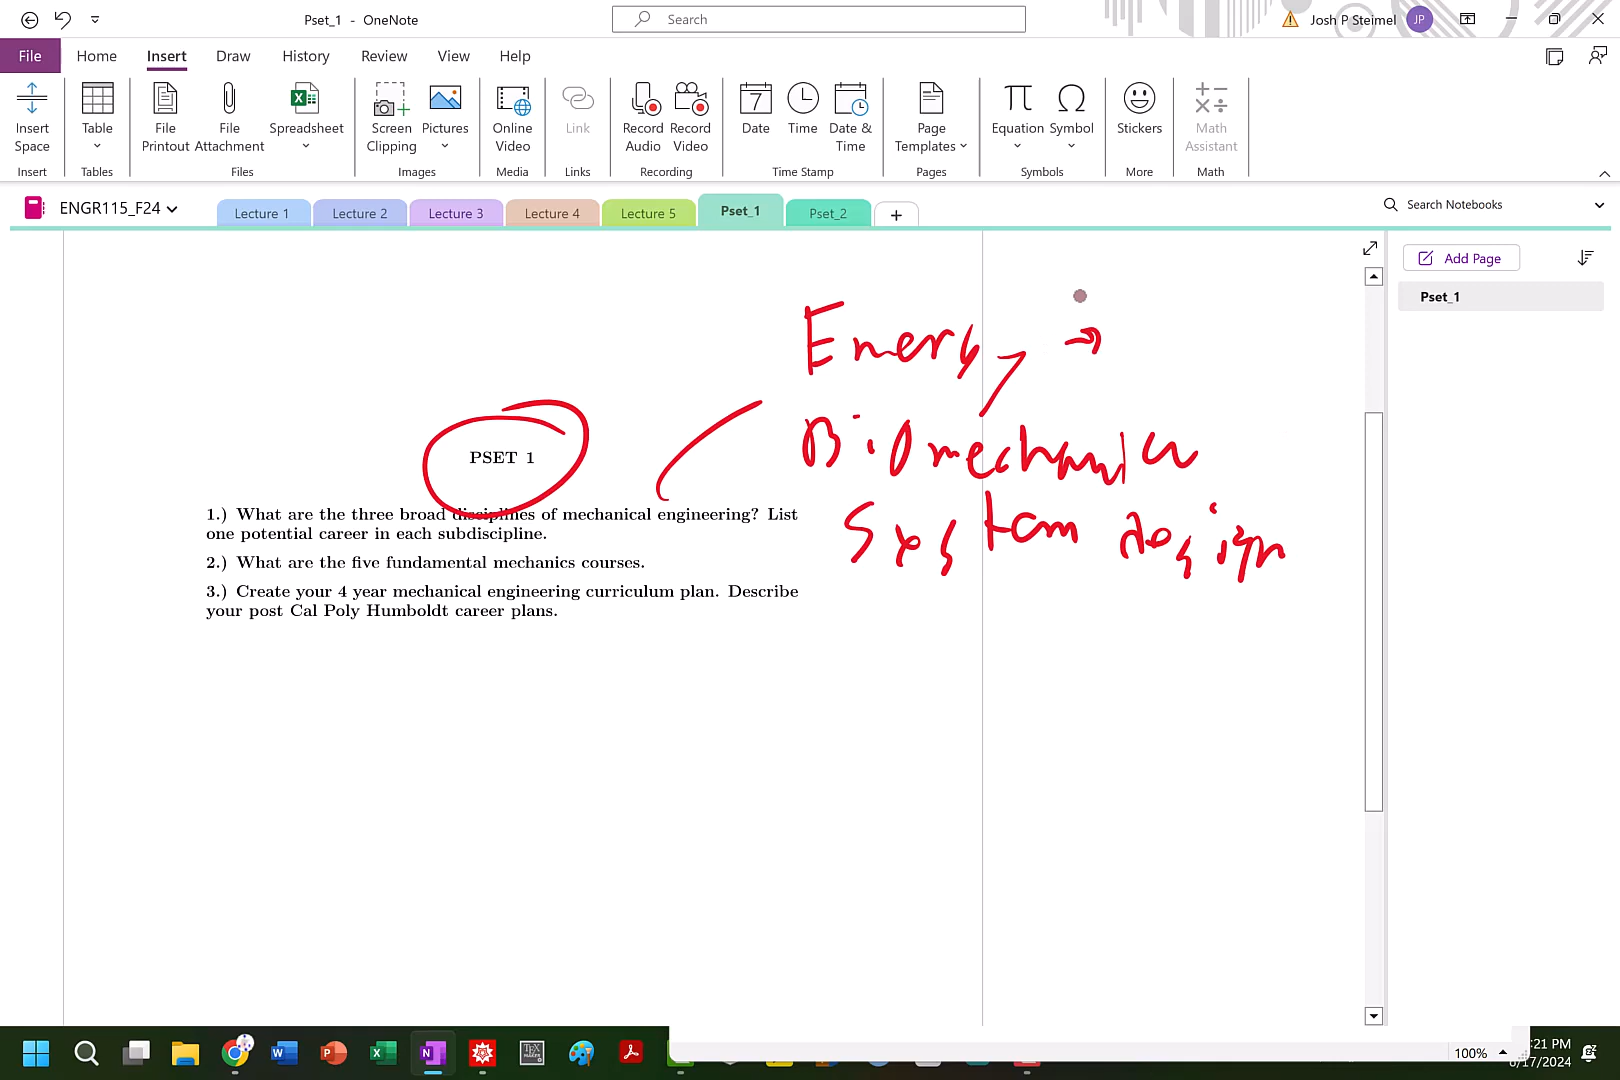 Pset_1 - OneNote
Search
Josh P Steimel
JP
File Home Insert Draw History Review View Help
Insert Space
Table
File Printout
File Attachment
Spreadsheet
Screen Clipping
Pictures
Online Video
Link
Record Audio
Record Video
7
Date
Time
Date & Time
Page Templates
Equation
Symbol
Stickers
Math Assistant
Insert Tables Files Images Media Links Recording Time Stamp Pages Symbols More Math
ENGR115_F24
Lecture 1 Lecture 2 Lecture 3 Lecture 4 Lecture 5 Pset_1 Pset_2 +
Search Notebooks
Add Page
Pset_1
Energy →
Biomechanics
System design
PSET 1
1.) What are the three broad disciplines of mechanical engineering? List
one potential career in each subdiscipline.
2.) What are the five fundamental mechanics courses.
3.) Create your 4 year mechanical engineering curriculum plan. Describe
your post Cal Poly Humboldt career plans.
100%
:21 PM
/17/2024